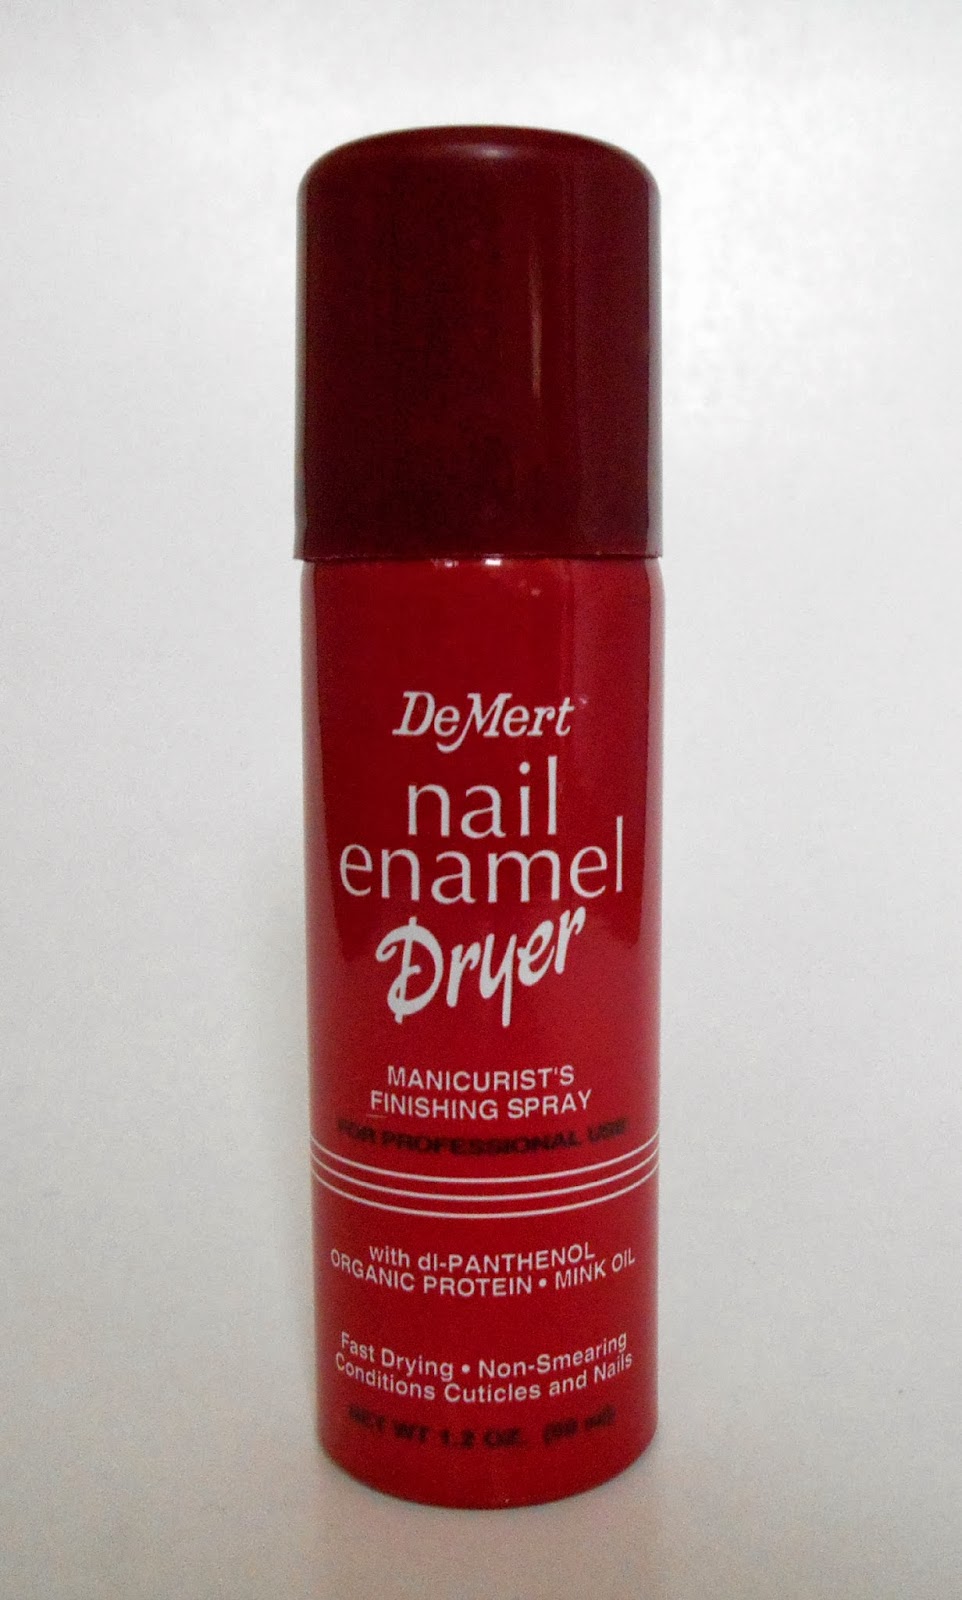 DeMert
nail
enamel
Dryer
MANICURIST'S
FINISHING SPRAY
FOR PROFESSIONAL USE
with dl-PANTHENOL
ORGANIC PROTEIN • MINK OIL
Fast Drying • Non-Smearing
Conditions Cuticles and Nails
NET WT 1.2 OZ.